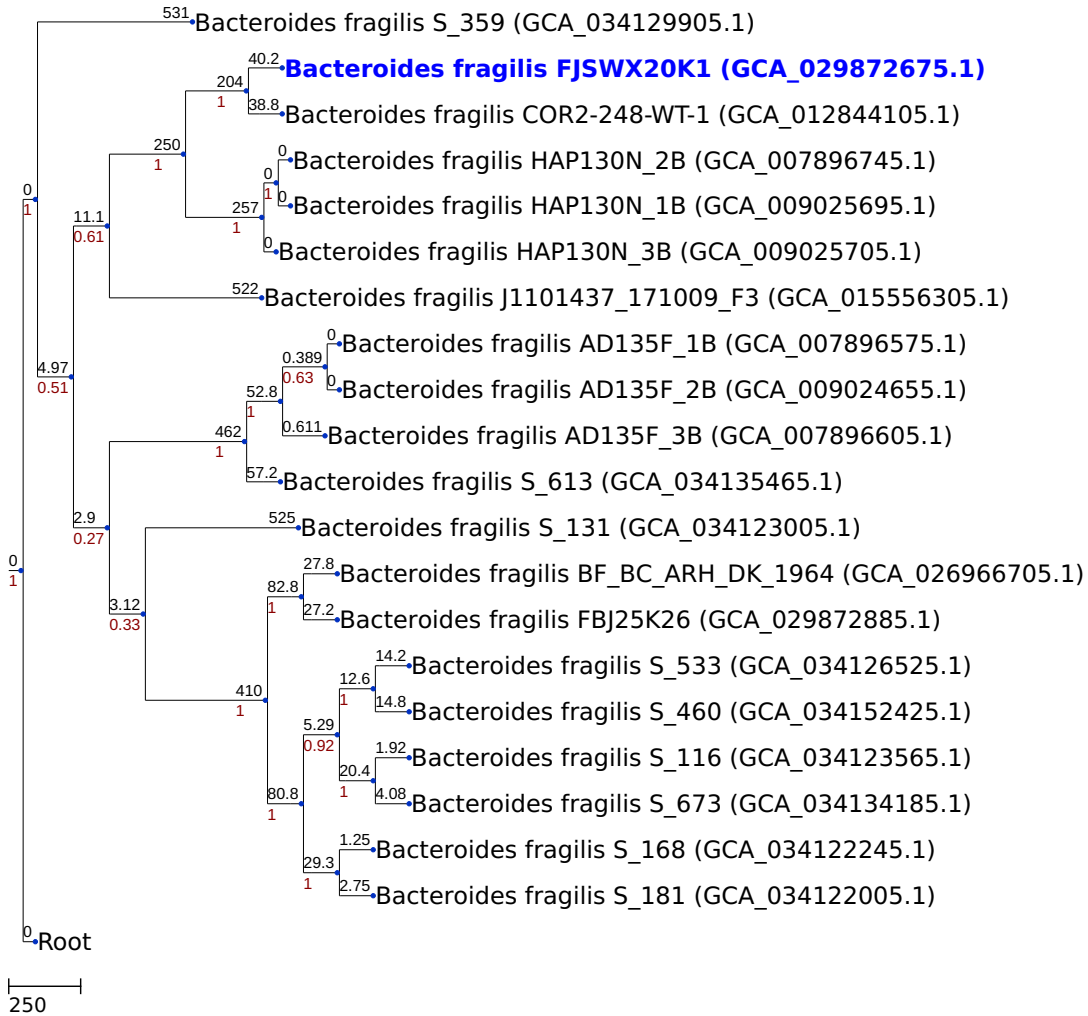 531
Bacteroides fragilis S_359 (GCA_034129905.1)
40.2
Bacteroides fragilis FJSWX20K1 (GCA_029872675.1)
204
1
38.8
Bacteroides fragilis COR2-248-WT-1 (GCA_012844105.1)
250
1
0
Bacteroides fragilis HAP130N_2B (GCA_007896745.1)
0
1
0
0
Bacteroides fragilis HAP130N_1B (GCA_009025695.1)
1
257
1
11.1
0.61
0
Bacteroides fragilis HAP130N_3B (GCA_009025705.1)
522
Bacteroides fragilis J1101437_171009_F3 (GCA_015556305.1)
0
Bacteroides fragilis AD135F_1B (GCA_007896575.1)
0.389
0.63
4.97
0.51
0
Bacteroides fragilis AD135F_2B (GCA_009024655.1)
52.8
1
0.611
Bacteroides fragilis AD135F_3B (GCA_007896605.1)
462
1
57.2
Bacteroides fragilis S_613 (GCA_034135465.1)
2.9
0.27
525
Bacteroides fragilis S_131 (GCA_034123005.1)
0
1
27.8
Bacteroides fragilis BF_BC_ARH_DK_1964 (GCA_026966705.1)
82.8
1
3.12
0.33
27.2
Bacteroides fragilis FBJ25K26 (GCA_029872885.1)
14.2
Bacteroides fragilis S_533 (GCA_034126525.1)
12.6
1
410
1
14.8
Bacteroides fragilis S_460 (GCA_034152425.1)
5.29
0.92
1.92
Bacteroides fragilis S_116 (GCA_034123565.1)
20.4
1
80.8
1
4.08
Bacteroides fragilis S_673 (GCA_034134185.1)
1.25
Bacteroides fragilis S_168 (GCA_034122245.1)
29.3
1
2.75
Bacteroides fragilis S_181 (GCA_034122005.1)
0
Root
250